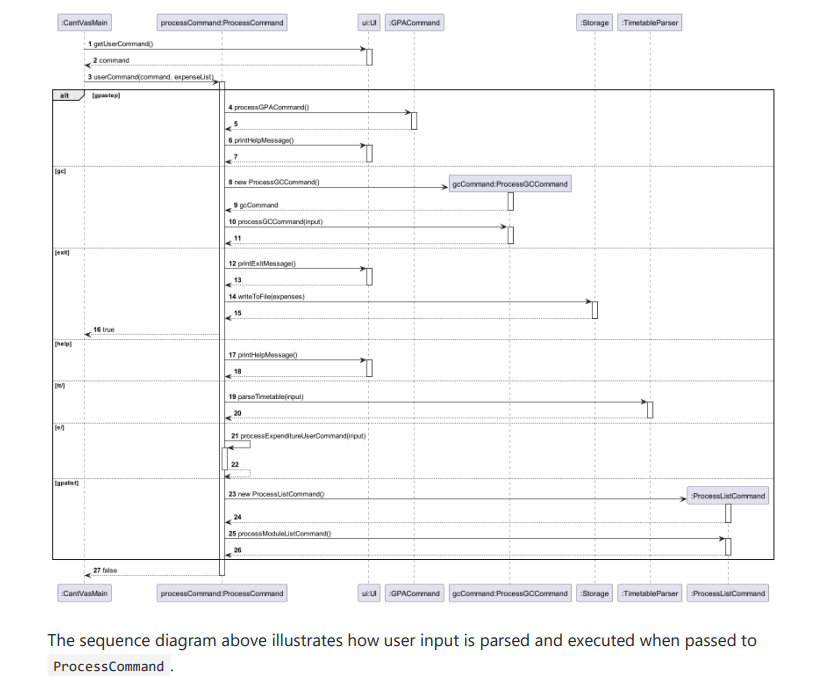 :CantVasMain
processCommand:ProcessCommand
ui:UI
:GPACommand
:Storage
:TimetableParser
1 getUserCommand()
2 command
3 userCommand(command, expenseList)
alt
[gpastep]
4 processGPACommand()
5
6 printHelpMessage()
7
[gc]
8 new ProcessGCCommand()
gcCommand:ProcessGCCommand
9 gcCommand
10 processGCCommand(input)
11
[exit]
12 printExitMessage()
13
14 writeToFile(expenses)
15
16 true
[help]
17 printHelpMessage()
18
[tt/]
19 parseTimetable(input)
20
[e/]
21 processExpenditureUserCommand(input)
22
[gpalist]
23 new ProcessListCommand()
:ProcessListCommand
24
25 processModuleListCommand()
26
27 false
:CantVasMain
processCommand:ProcessCommand
ui:UI
:GPACommand
gcCommand:ProcessGCCommand
:Storage
:TimetableParser
:ProcessListCommand
The sequence diagram above illustrates how user input is parsed and executed when passed to
ProcessCommand .